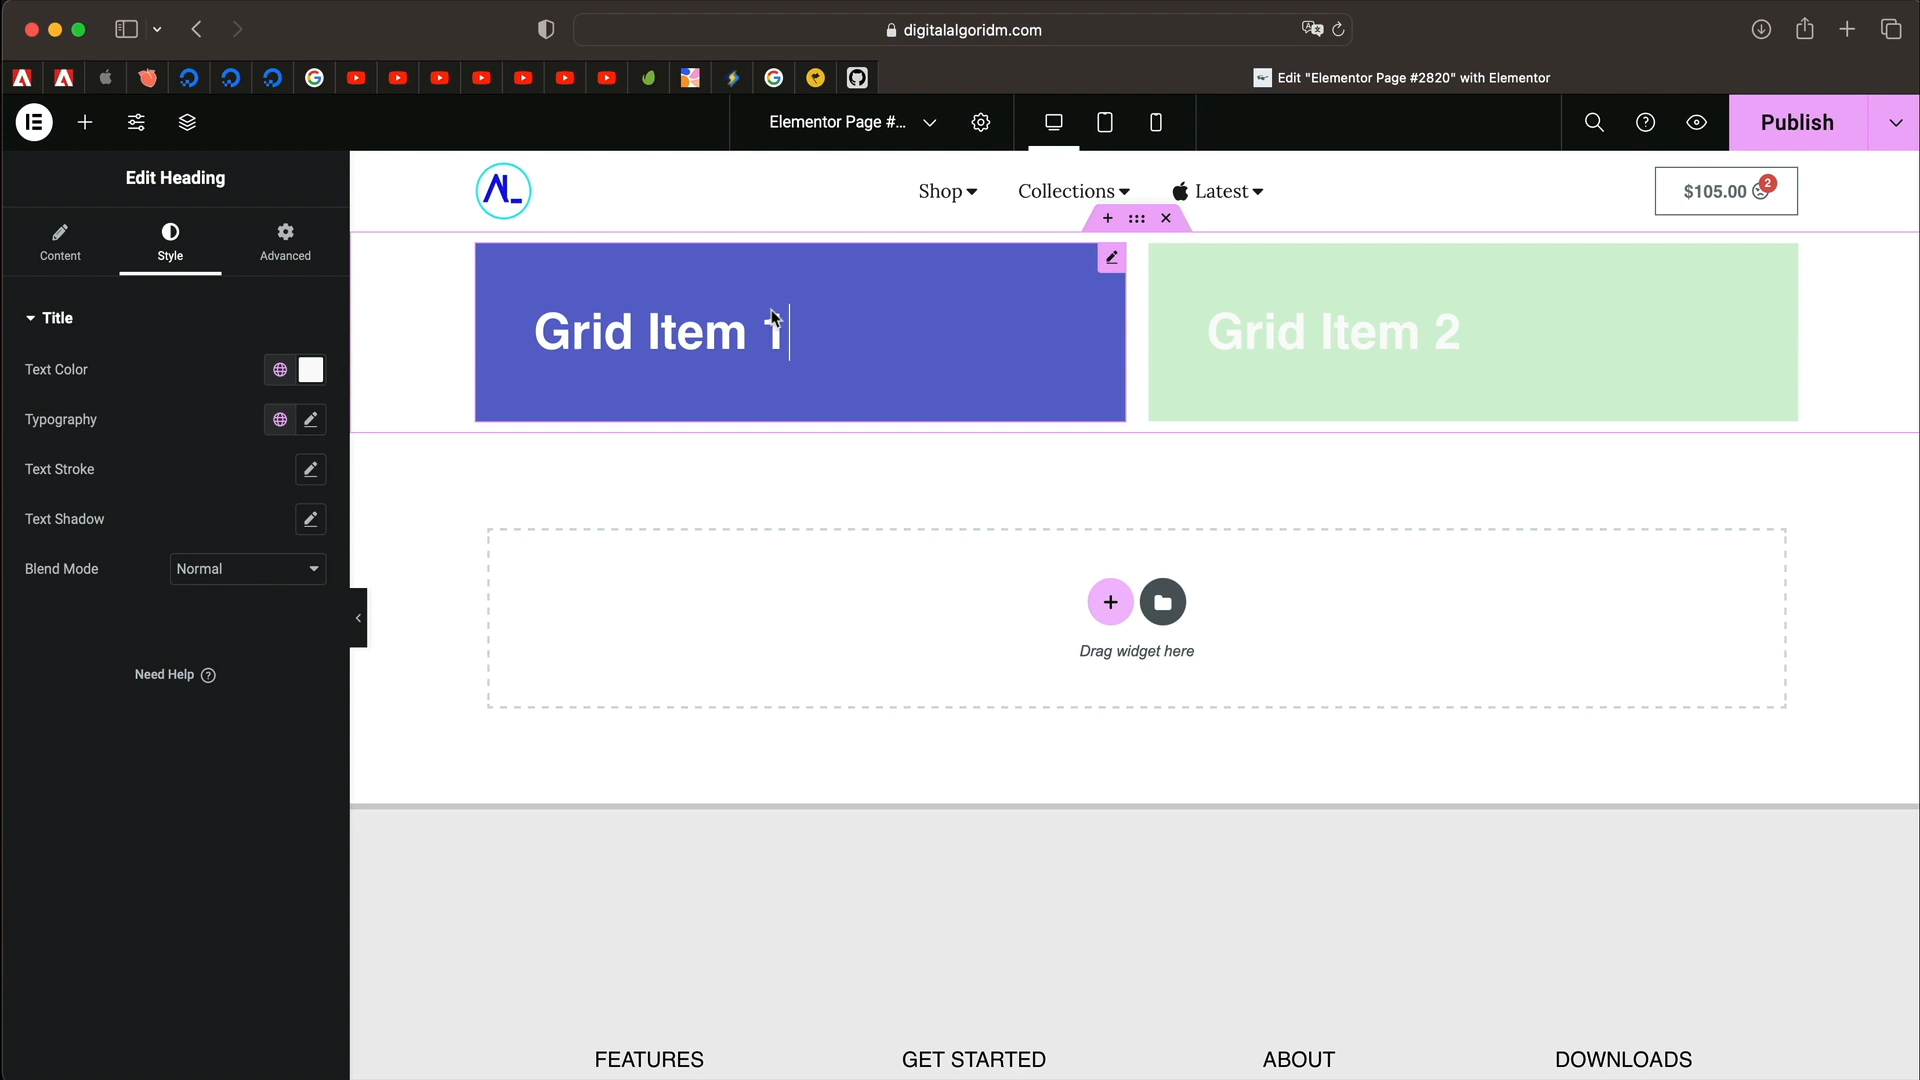 digitalalgoridm.com
Edit "Elementor Page #2820" with Elementor
Elementor Page #...
Publish
Edit Heading
Content
Style
Advanced
Title
Text Color
Typography
Text Stroke
Text Shadow
Blend Mode
Normal
Need Help
AL_
Shop
Collections
Latest
$105.00
2
Grid Item 1
Grid Item 2
Drag widget here
FEATURES
GET STARTED
ABOUT
DOWNLOADS